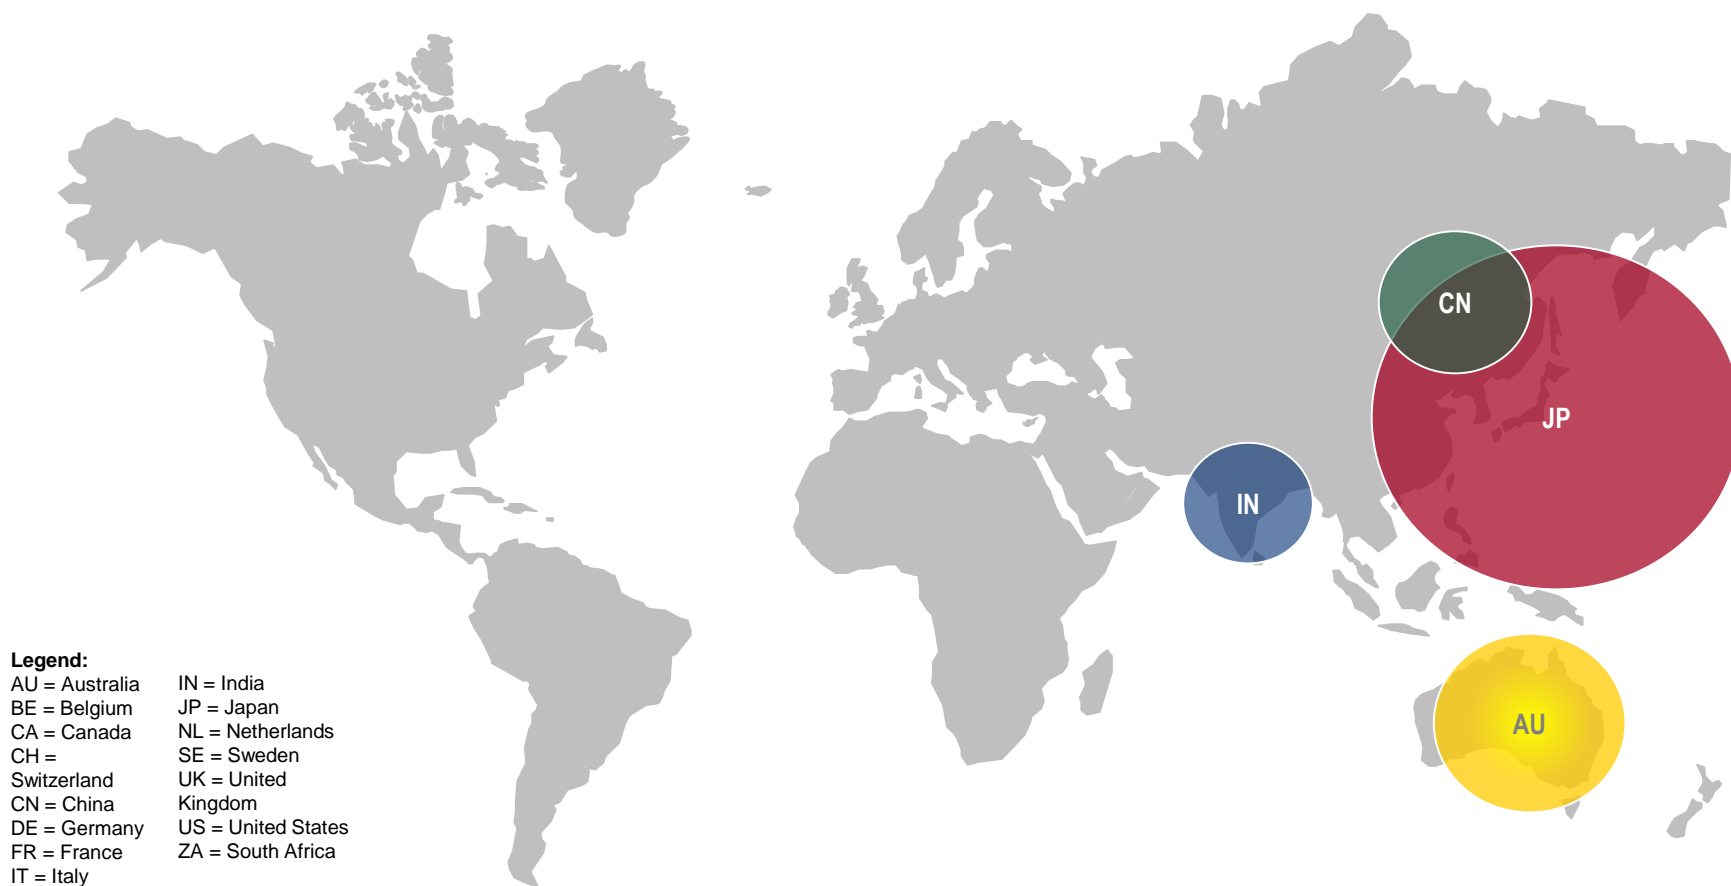 CN
JP
IN
AU
Legend:
AU = Australia
BE = Belgium
CA = Canada
CH =
Switzerland
CN = China
DE = Germany
FR = France
IT = Italy
IN = India
JP = Japan
NL = Netherlands
SE = Sweden
UK = United
Kingdom
US = United States
ZA = South Africa